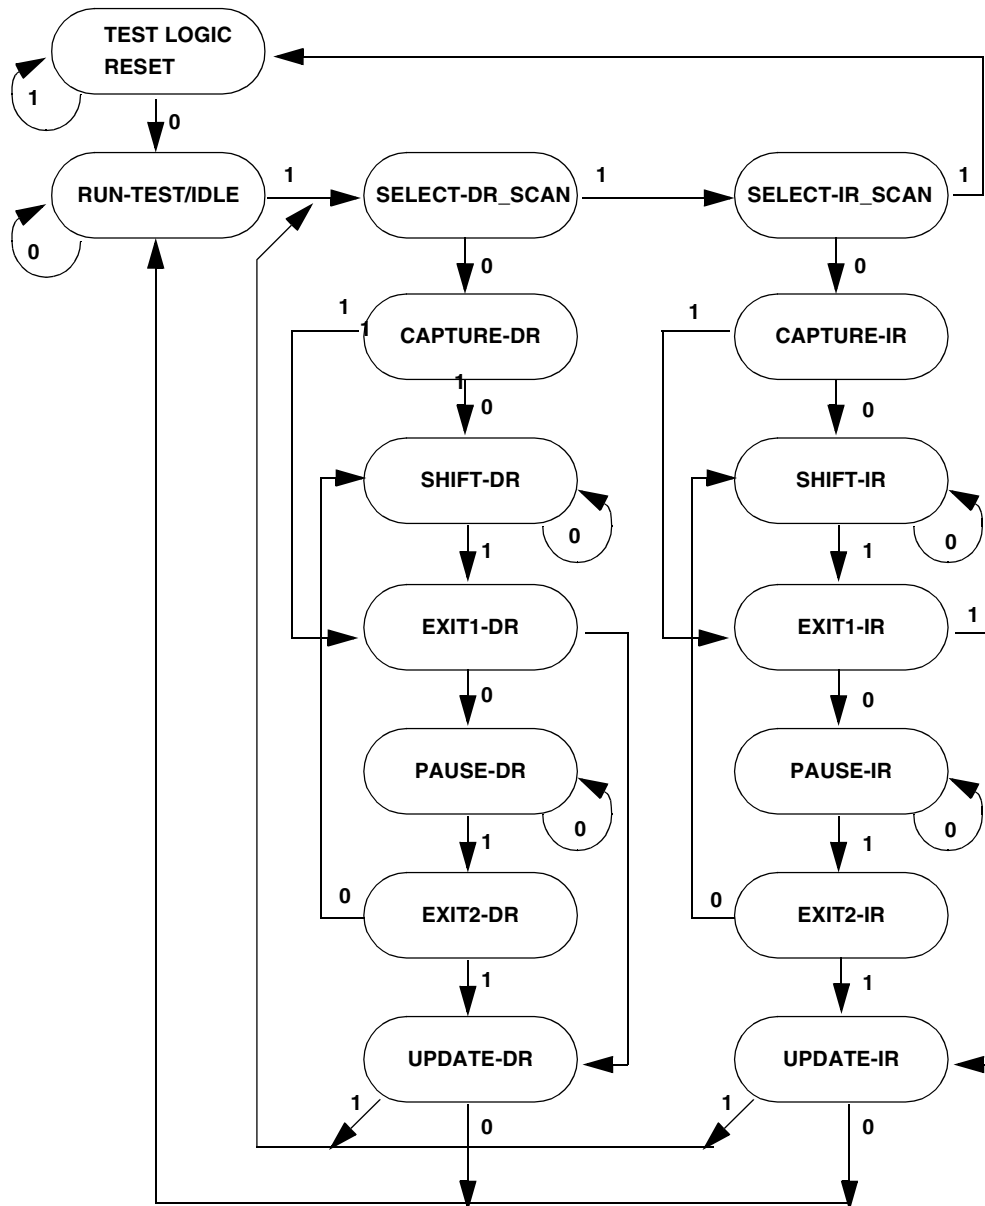 TEST LOGIC
RESET
1
0
RUN-TEST/IDLE
1
SELECT-DR_SCAN
1
SELECT-IR_SCAN
1
0
0
0
1
1
CAPTURE-DR
1
CAPTURE-IR
1
0
0
SHIFT-DR
SHIFT-IR
0
0
1
1
EXIT1-DR
EXIT1-IR
1
0
0
PAUSE-DR
PAUSE-IR
0
0
1
1
0
EXIT2-DR
0
EXIT2-IR
1
1
UPDATE-DR
UPDATE-IR
1
1
0
0